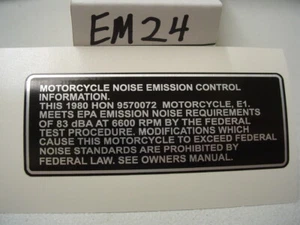 EM24
MOTORCYCLE NOISE EMISSION CONTROL
INFORMATION.
THIS 1980 HON 9570072 MOTORCYCLE, E1.
MEETS EPA EMISSION NOISE REQUIREMENTS
OF 83 dBA AT 6600 RPM BY THE FEDERAL
TEST PROCEDURE. MODIFICATIONS WHICH
CAUSE THIS MOTORCYCLE TO EXCEED FEDERAL
NOISE STANDARDS ARE PROHIBITED BY
FEDERAL LAW. SEE OWNERS MANUAL.